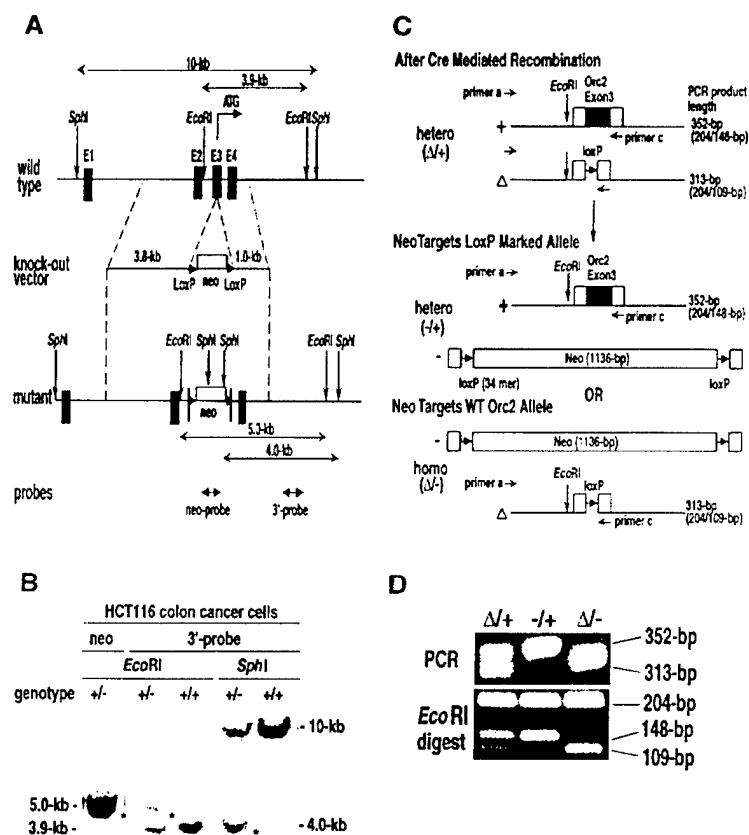 A
10-kb
3.9-kb
ATG
SphI
EcoRI
EcoRI SphI
E1
E2
E3
E4
wild type
3.8-kb
1.0-kb
knock-out vector
LoxP
neo
LoxP
SphI
EcoRI
SphI
SphI
EcoRI
SphI
mutant
neo
5.0-kb
4.0-kb
probes
neo-probe
3'-probe
B
HCT116 colon cancer cells
neo
3'-probe
EcoRI
SphI
genotype
+/-
+/-
+/+
+/-
+/+
- 10-kb
5.0-kb -
*
*
3.9-kb -
*
- 4.0-kb
C
After Cre Mediated Recombination
primer a →
EcoRI
Orc2 Exon3
PCR product length
hetero (Δ/+)
+
primer c
352-bp (204/148-bp)
loxP
Δ
313-bp (204/109-bp)
Neo Targets LoxP Marked Allele
primer a →
EcoRI
Orc2 Exon3
hetero (-/+)
+
primer c
352-bp (204/148-bp)
-
Neo (1136-bp)
loxP (34 mer)
loxP
OR
Neo Targets WT Orc2 Allele
-
Neo (1136-bp)
homo (Δ/-)
primer a →
EcoRI
loxP
Δ
primer c
313-bp (204/109-bp)
D
Δ/+
-/+
Δ/-
PCR
352-bp
313-bp
EcoRI digest
204-bp
148-bp
109-bp